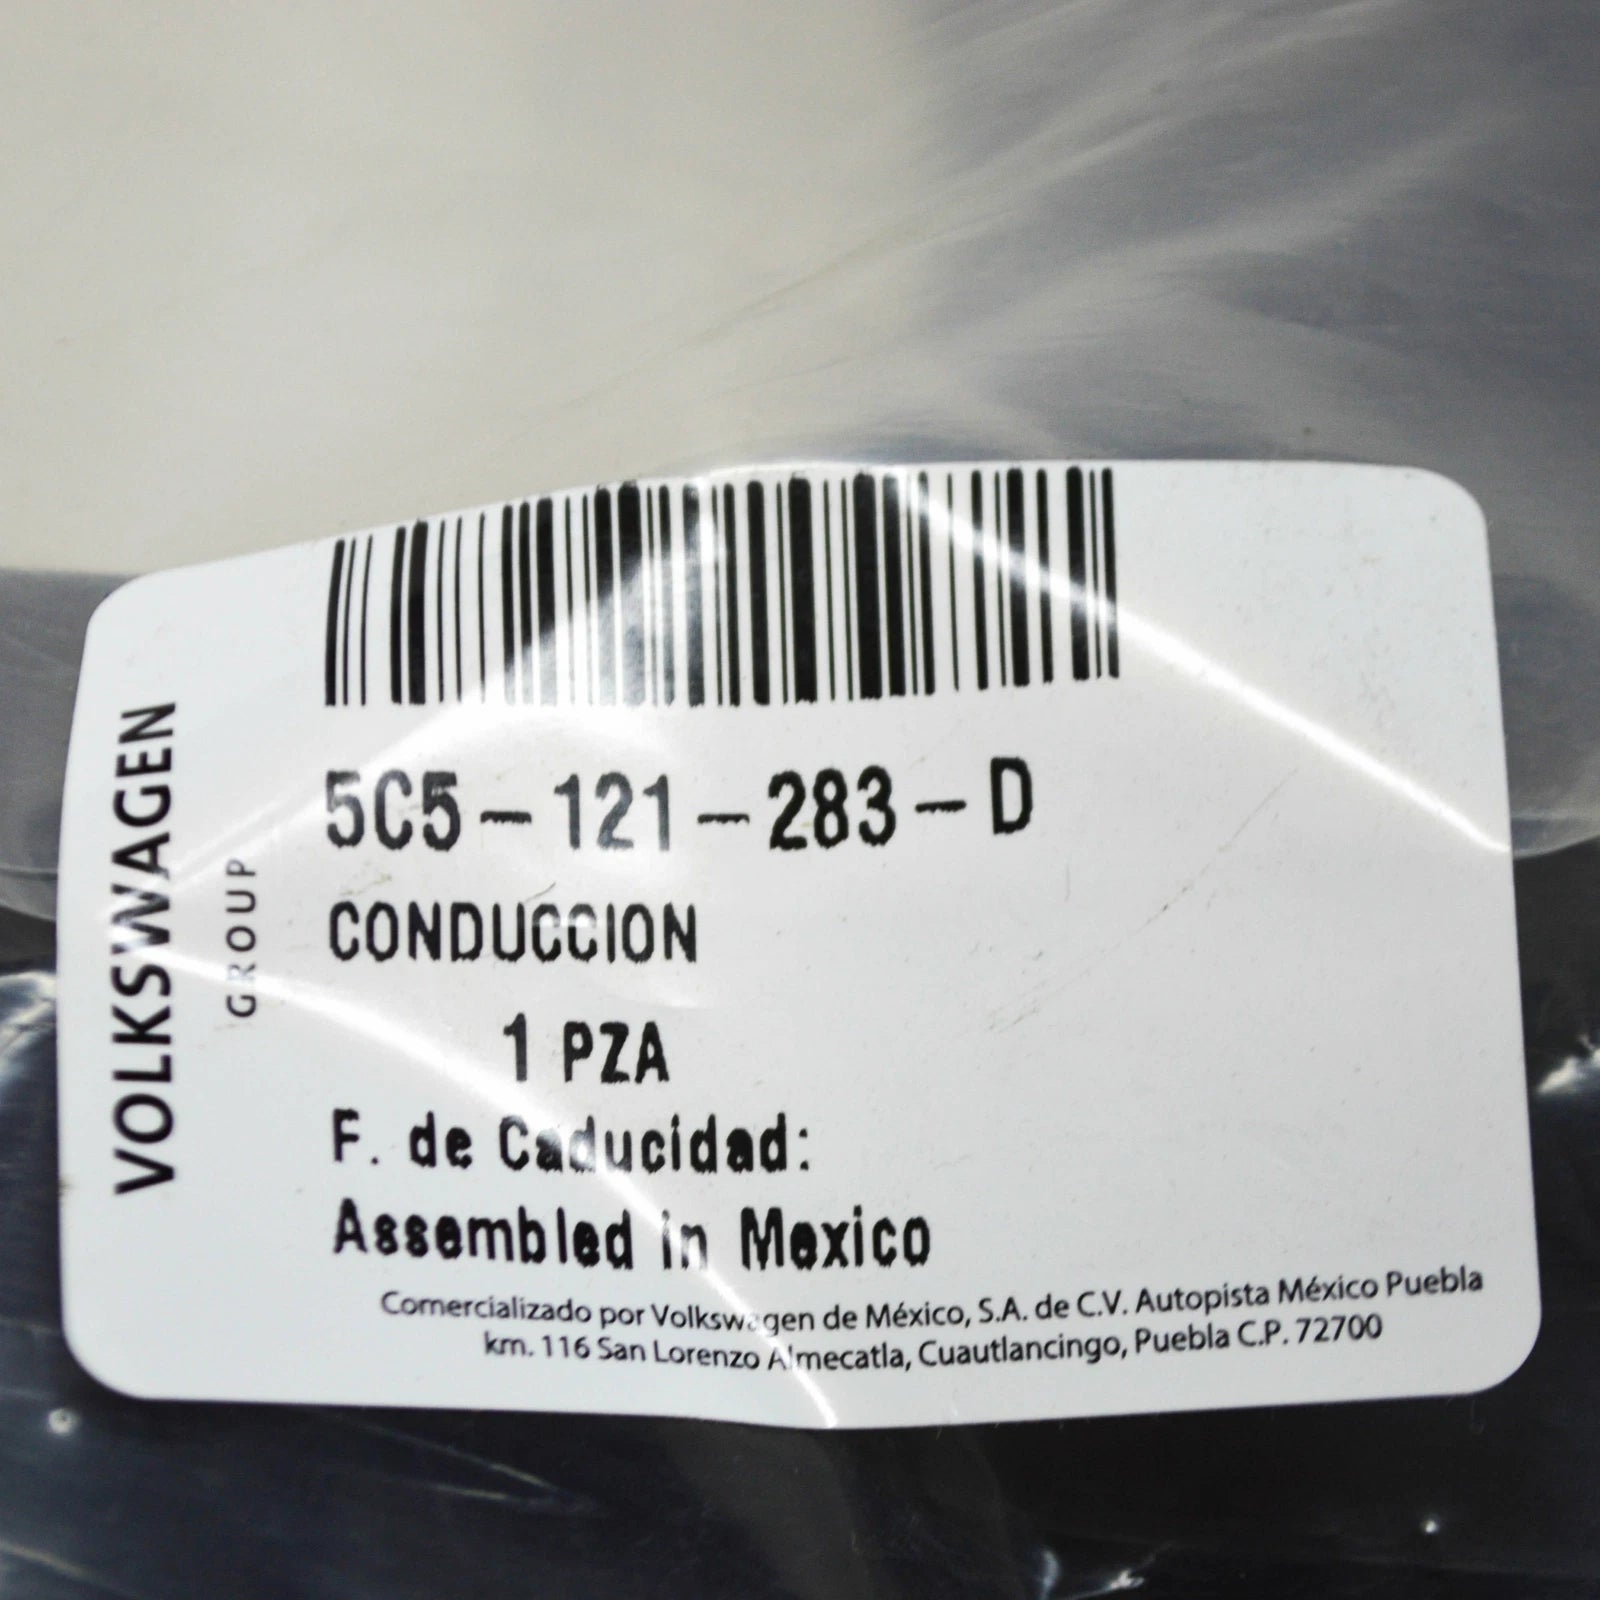 VOLKSWAGEN
GROUP
5C5-121-283-D
CONDUCCION
1 PZA
F. de Caducidad:
Assembled in Mexico
Comercializado por Volkswagen de México, S.A. de C.V. Autopista México Puebla
km. 116 San Lorenzo Almecatla, Cuautlancingo, Puebla C.P. 72700